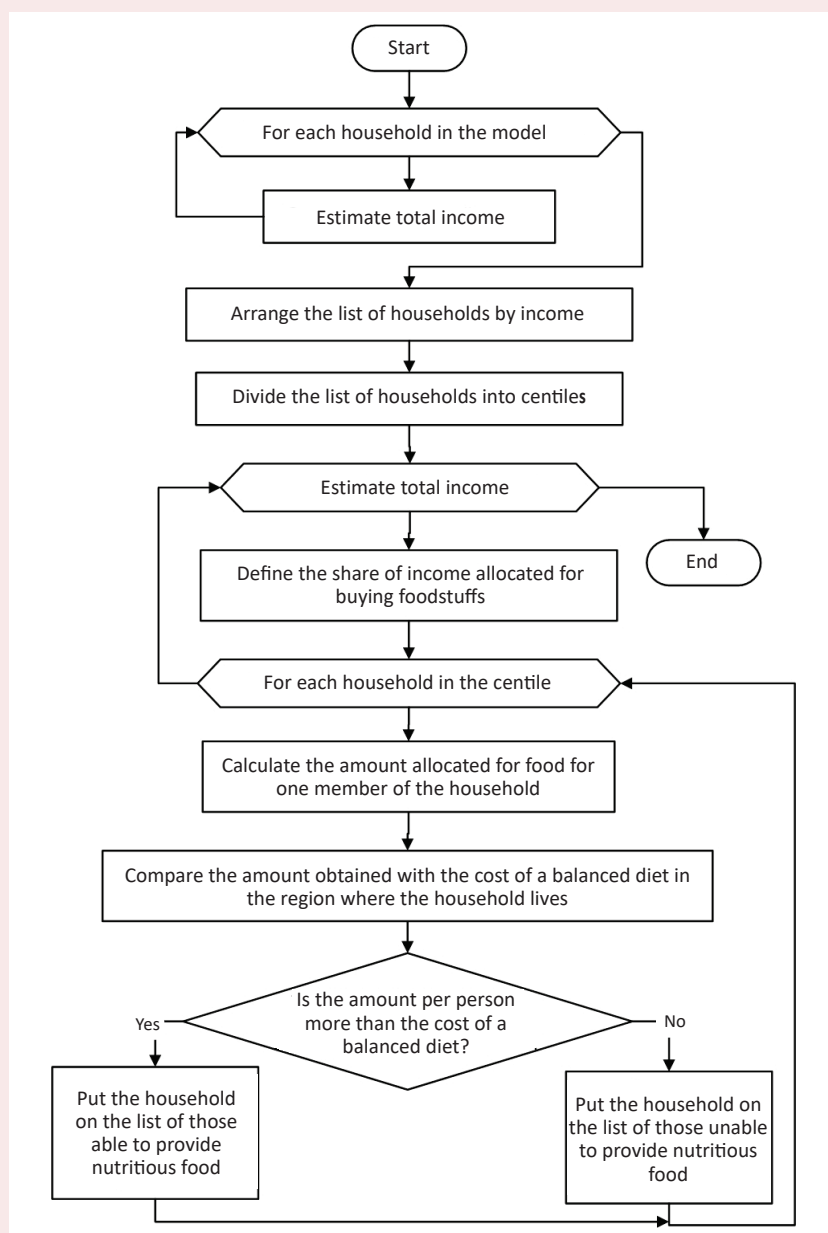 Start
For each household in the model
Estimate total income
Arrange the list of households by income
Divide the list of households into centiles
Estimate total income
End
Define the share of income allocated for
buying foodstuffs
For each household in the centile
Calculate the amount allocated for food for
one member of the household
Compare the amount obtained with the cost of a balanced diet in
the region where the household lives
Is the amount per person
more than the cost of a
balanced diet?
Yes
No
Put the household
on the list of those
able to provide
nutritious food
Put the household on
the list of those unable
to provide nutritious
food